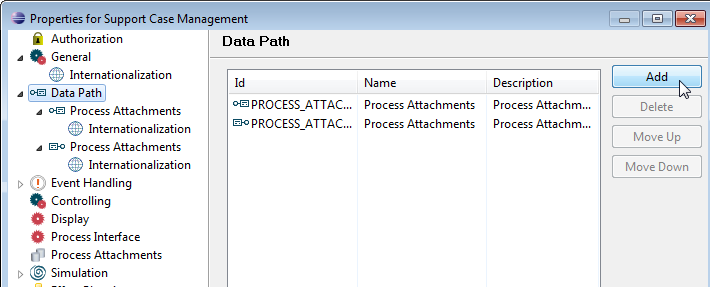 Properties for Support Case Management
Authorization
General
Internationalization
Data Path
Process Attachments
Internationalization
Process Attachments
Internationalization
Event Handling
Controlling
Display
Process Interface
Process Attachments
Simulation
Data Path
Id Name Description
PROCESS_ATTAC... Process Attachments Process Attachm...
PROCESS_ATTAC... Process Attachments Process Attachm...
Add
Delete
Move Up
Move Down